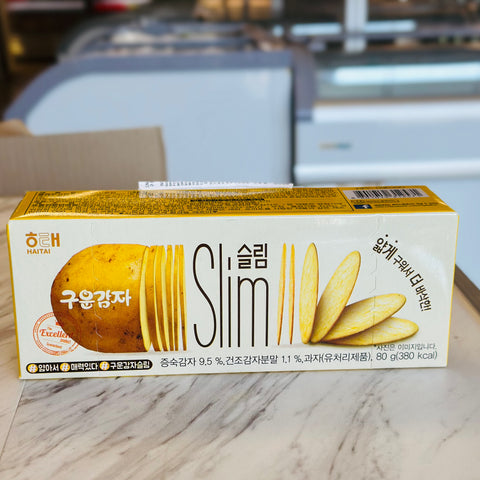 해태
HAITAI
구운감자
슬림
Slim
얇게 구워서 더 바삭한!
Excellent
*사진은 이미지입니다.
증숙감자 9.5 %, 건조감자분말 1.1 %, 과자(유처리제품), 80 g(380 kcal)
#얇아서 #매력있다 #구운감자슬림